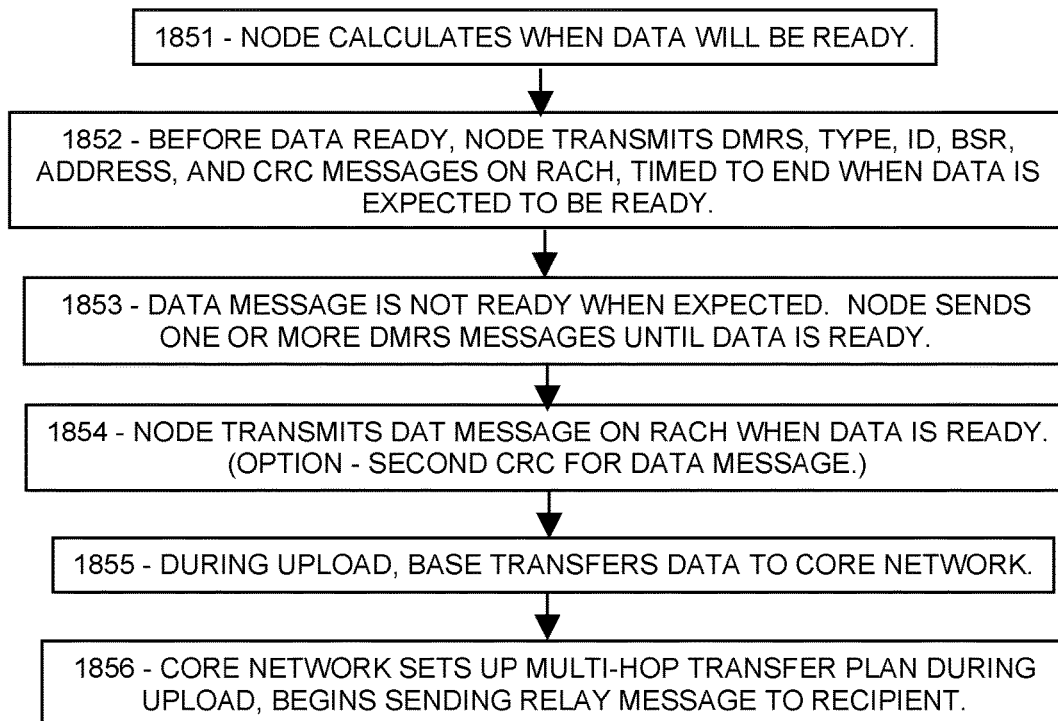 1851 - NODE CALCULATES WHEN DATA WILL BE READY.
1852 - BEFORE DATA READY, NODE TRANSMITS DMRS, TYPE, ID, BSR,
ADDRESS, AND CRC MESSAGES ON RACH, TIMED TO END WHEN DATA IS
EXPECTED TO BE READY.
1853 - DATA MESSAGE IS NOT READY WHEN EXPECTED. NODE SENDS
ONE OR MORE DMRS MESSAGES UNTIL DATA IS READY.
1854 - NODE TRANSMITS DAT MESSAGE ON RACH WHEN DATA IS READY.
(OPTION - SECOND CRC FOR DATA MESSAGE.)
1855 - DURING UPLOAD, BASE TRANSFERS DATA TO CORE NETWORK.
1856 - CORE NETWORK SETS UP MULTI-HOP TRANSFER PLAN DURING
UPLOAD, BEGINS SENDING RELAY MESSAGE TO RECIPIENT.